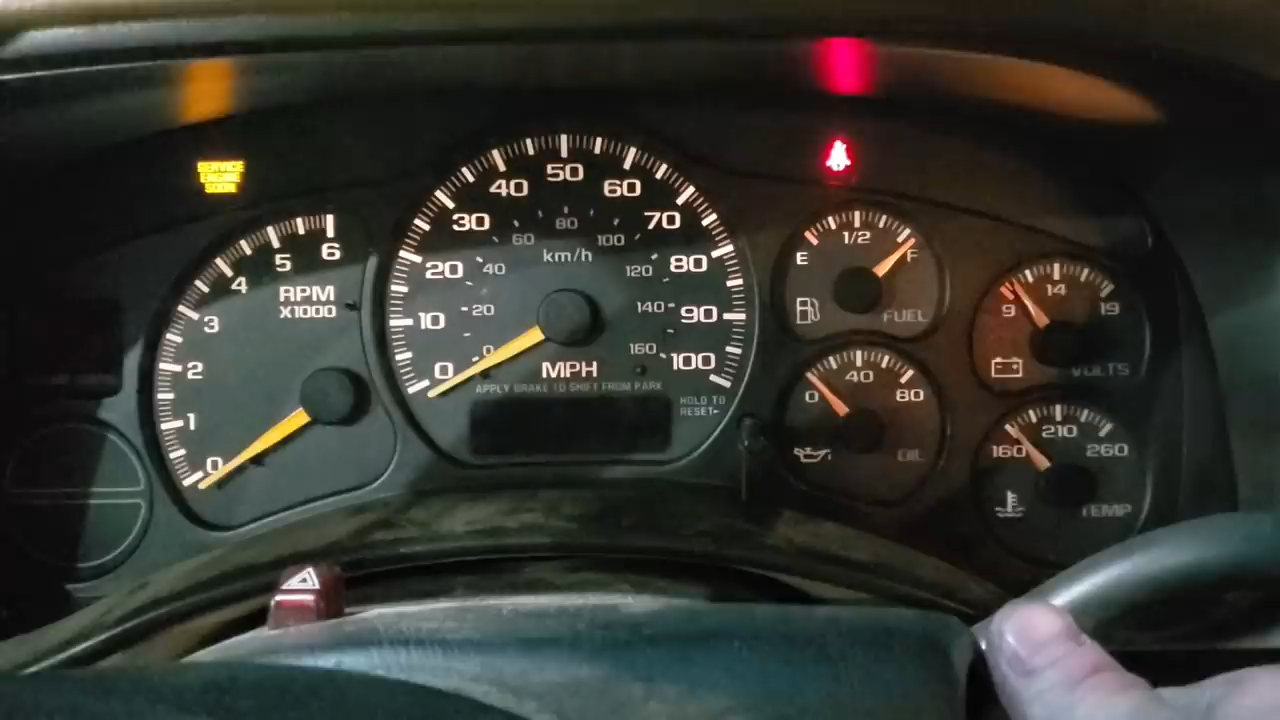 SERVICE
ENGINE
SOON
0 1 2 3 4 5 6
RPM
X1000
0 10 20 30 40 50 60 70 80 90 100
0 20 40 60 80 100 120 140 160
km/h
MPH
APPLY BRAKE TO SHIFT FROM PARK
HOLD TO
RESET
E 1/2 F
FUEL
9 14 19
VOLTS
0 40 80
OIL
160 210 260
TEMP